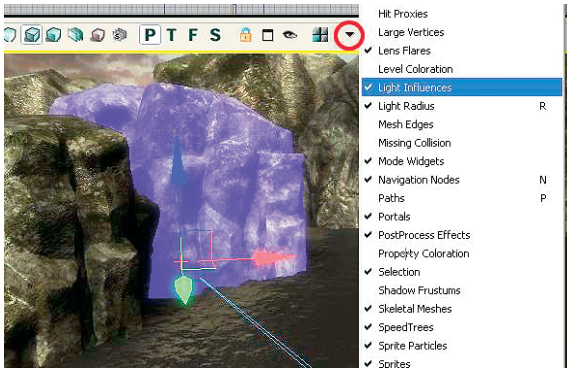 P T F S
Hit Proxies
Large Vertices
Lens Flares
Level Coloration
Light Influences
Light Radius R
Mesh Edges
Missing Collision
Mode Widgets
Navigation Nodes N
Paths P
Portals
PostProcess Effects
Property Coloration
Selection
Shadow Frustums
Skeletal Meshes
SpeedTrees
Sprite Particles
Sprites